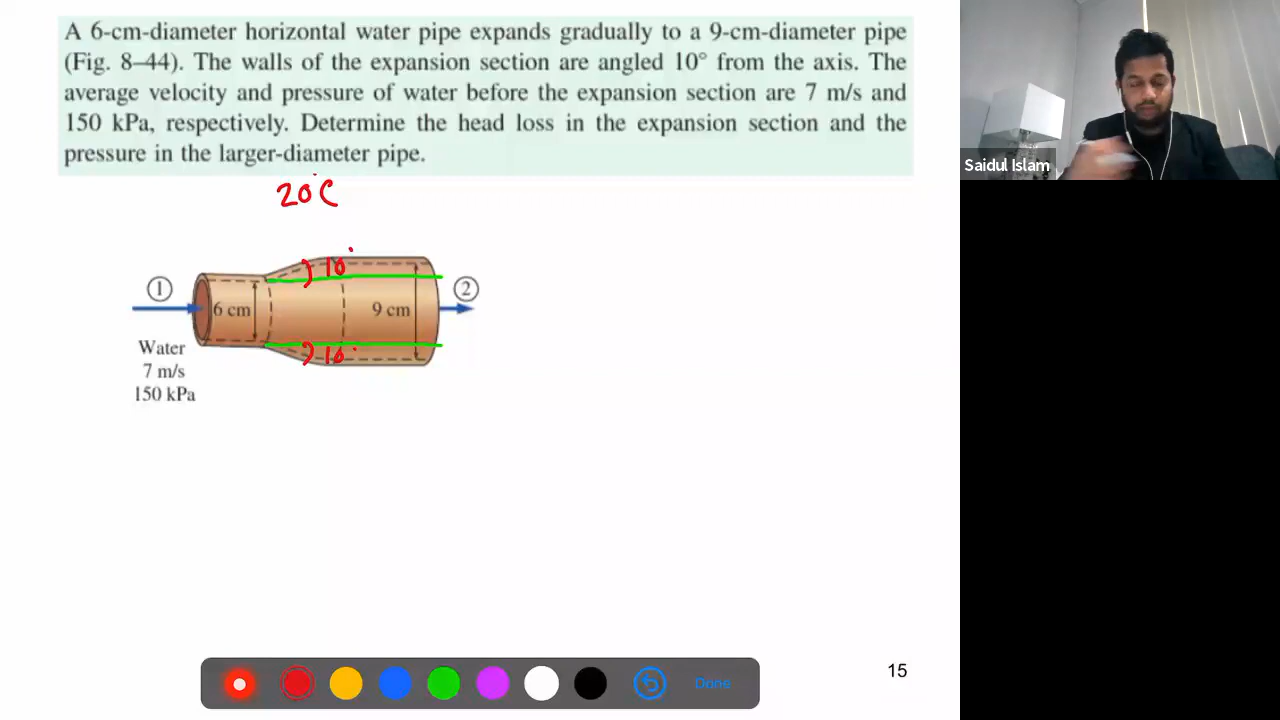 A 6-cm-diameter horizontal water pipe expands gradually to a 9-cm-diameter pipe
(Fig. 8–44). The walls of the expansion section are angled 10° from the axis. The
average velocity and pressure of water before the expansion section are 7 m/s and
150 kPa, respectively. Determine the head loss in the expansion section and the
pressure in the larger-diameter pipe.
Saidul Islam
20°C
10°
1
2
6 cm
9 cm
10°
Water
7 m/s
150 kPa
15
Done